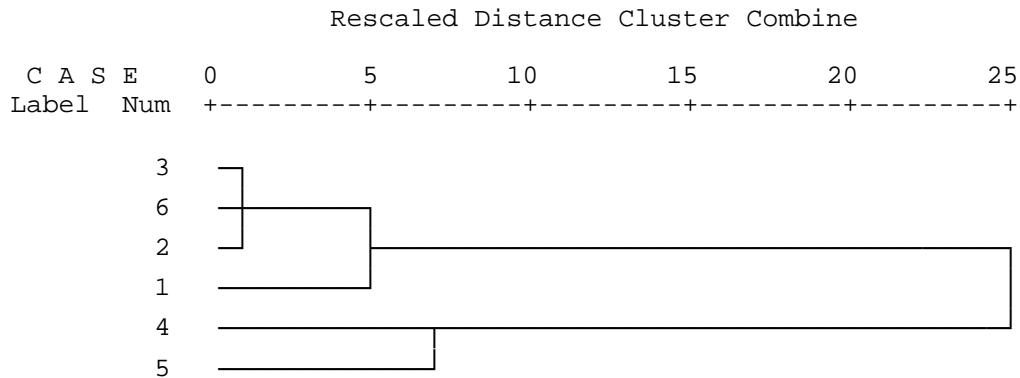 Rescaled Distance Cluster Combine
C A S E 0 5 10 15 20 25
Label Num +---------+---------+---------+---------+---------+
3
6
2
1
4
5